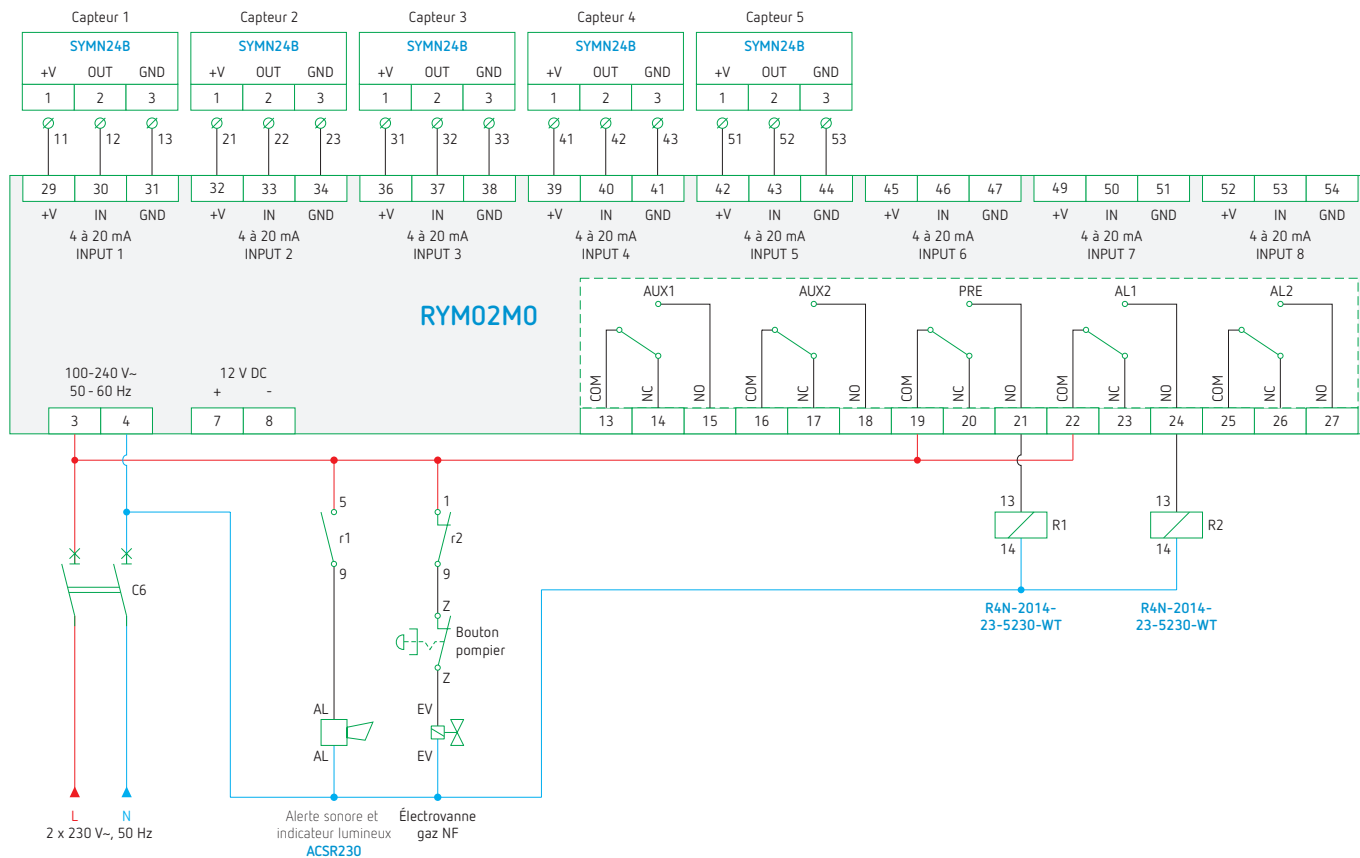 Capteur 1 Capteur 2 Capteur 3 Capteur 4 Capteur 5
SYMN24B SYMN24B SYMN24B SYMN24B SYMN24B
+V OUT GND +V OUT GND +V OUT GND +V OUT GND +V OUT GND
1 2 3 1 2 3 1 2 3 1 2 3 1 2 3
11 12 13 21 22 23 31 32 33 41 42 43 51 52 53
29 30 31 32 33 34 36 37 38 39 40 41 42 43 44 45 46 47 49 50 51 52 53 54
+V IN GND +V IN GND +V IN GND +V IN GND +V IN GND +V IN GND +V IN GND +V IN GND
4 à 20 mA 4 à 20 mA 4 à 20 mA 4 à 20 mA 4 à 20 mA 4 à 20 mA 4 à 20 mA 4 à 20 mA
INPUT 1 INPUT 2 INPUT 3 INPUT 4 INPUT 5 INPUT 6 INPUT 7 INPUT 8
AUX1 AUX2 PRE AL1 AL2
RYM02M0
100-240 V~ 12 V DC
50 - 60 Hz + -
COM NC NO COM NC NO COM NC NO COM NC NO COM NC NO
3 4 7 8 13 14 15 16 17 18 19 20 21 22 23 24 25 26 27
5 1 13 13
r1 r2 R1 R2
9 9 14 14
C6
Z
Bouton
pompier
Z
R4N-2014-
23-5230-WT
R4N-2014-
23-5230-WT
AL EV
AL EV
L N
2 x 230 V~, 50 Hz
Alerte sonore et
indicateur lumineux
ACSR230
Électrovanne
gaz NF